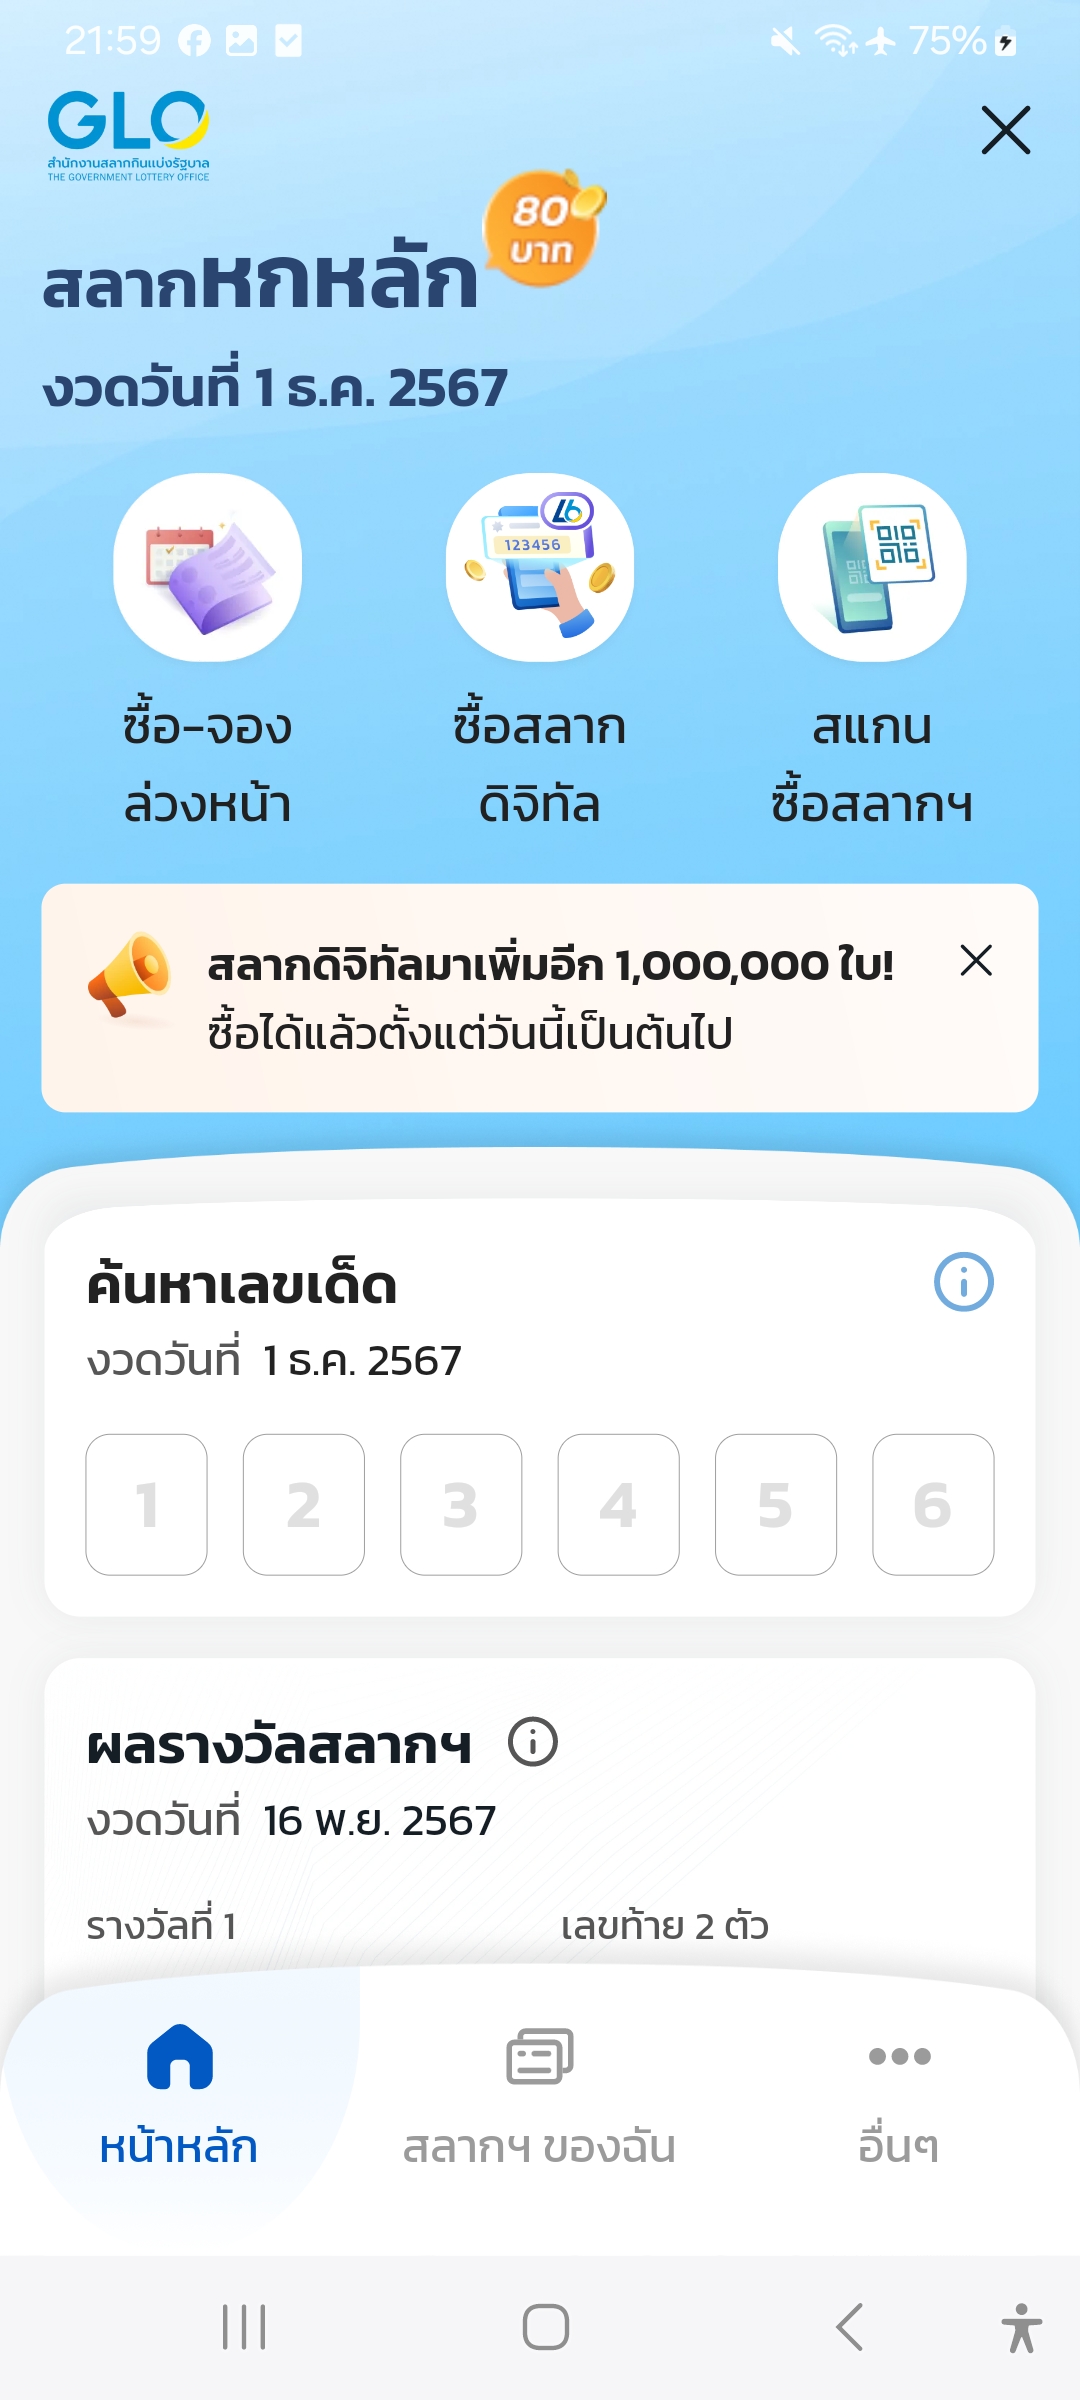 21:59
75%
GLO
สำนักงานสลากกินแบ่งรัฐบาล
THE GOVERNMENT LOTTERY OFFICE
80
บาท
สลากหกหลัก
งวดวันที่ 1 ธ.ค. 2567
L6
123456
ซื้อ-จอง
ล่วงหน้า
ซื้อสลาก
ดิจิทัล
สแกน
ซื้อสลากฯ
สลากดิจิทัลมาเพิ่มอีก 1,000,000 ใบ!
ซื้อได้แล้วตั้งแต่วันนี้เป็นต้นไป
ค้นหาเลขเด็ด
งวดวันที่ 1 ธ.ค. 2567
1 2 3 4 5 6
ผลรางวัลสลากฯ
งวดวันที่ 16 พ.ย. 2567
รางวัลที่ 1 เลขท้าย 2 ตัว
หน้าหลัก สลากฯ ของฉัน อื่นๆ